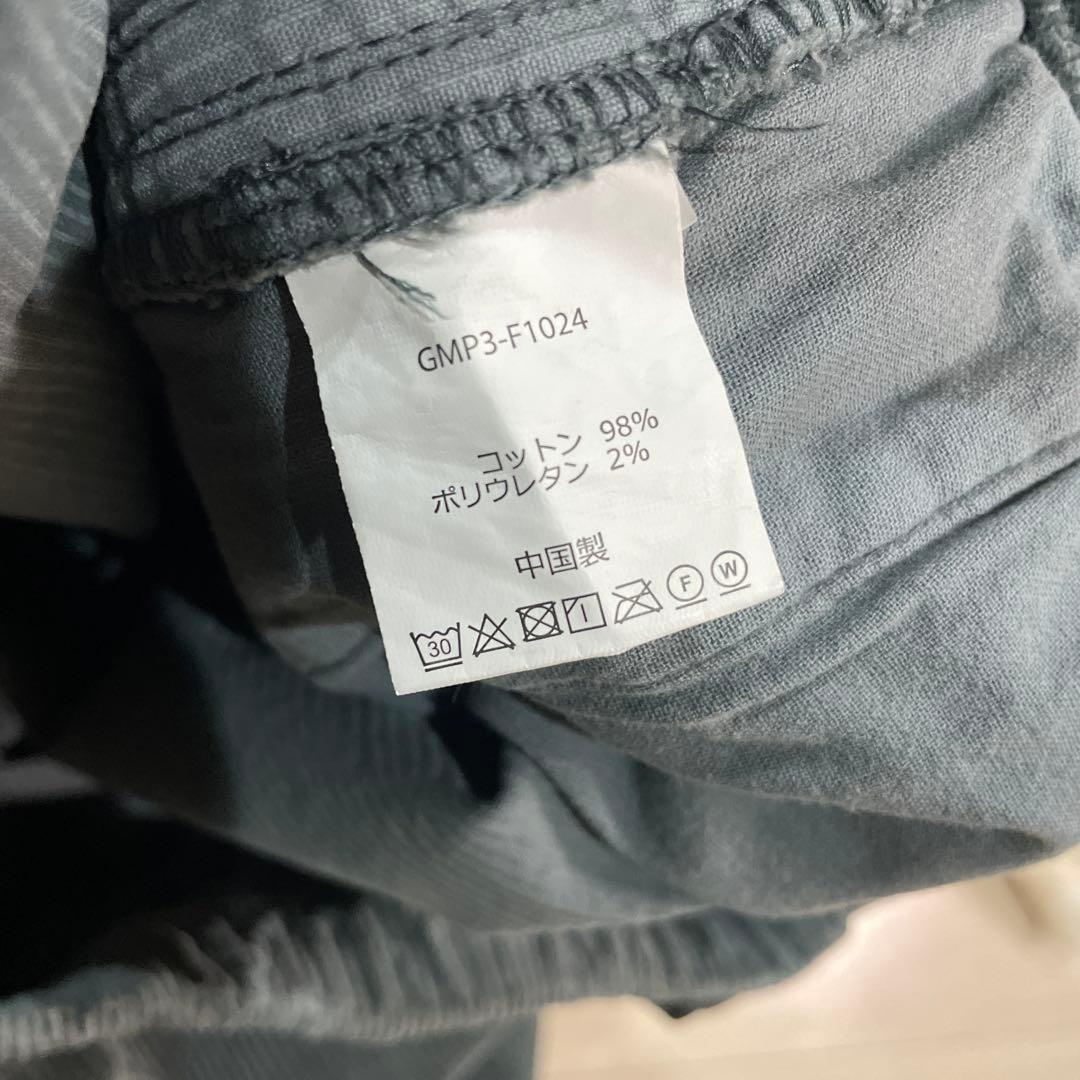 GMP3-F1024
コットン 98%
ポリウレタン 2%
中国製
30 F W